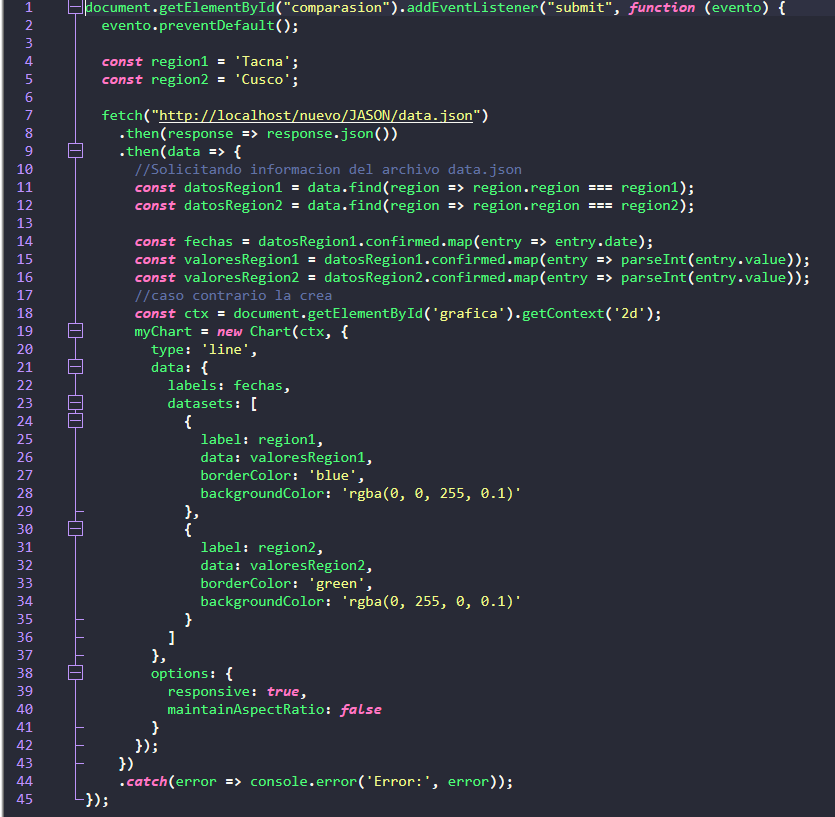 1 document.getElementById("comparasion").addEventListener("submit", function (evento) {
2   evento.preventDefault();
3
4   const region1 = 'Tacna';
5   const region2 = 'Cusco';
6
7   fetch("http://localhost/nuevo/JASON/data.json")
8     .then(response => response.json())
9     .then(data => {
10       //Solicitando informacion del archivo data.json
11       const datosRegion1 = data.find(region => region.region === region1);
12       const datosRegion2 = data.find(region => region.region === region2);
13
14       const fechas = datosRegion1.confirmed.map(entry => entry.date);
15       const valoresRegion1 = datosRegion1.confirmed.map(entry => parseInt(entry.value));
16       const valoresRegion2 = datosRegion2.confirmed.map(entry => parseInt(entry.value));
17       //caso contrario la crea
18       const ctx = document.getElementById('grafica').getContext('2d');
19       myChart = new Chart(ctx, {
20         type: 'line',
21         data: {
22           labels: fechas,
23           datasets: [
24             {
25               label: region1,
26               data: valoresRegion1,
27               borderColor: 'blue',
28               backgroundColor: 'rgba(0, 0, 255, 0.1)'
29             },
30             {
31               label: region2,
32               data: valoresRegion2,
33               borderColor: 'green',
34               backgroundColor: 'rgba(0, 255, 0, 0.1)'
35             }
36           ]
37         },
38         options: {
39           responsive: true,
40           maintainAspectRatio: false
41         }
42       });
43     })
44     .catch(error => console.error('Error:', error));
45 });